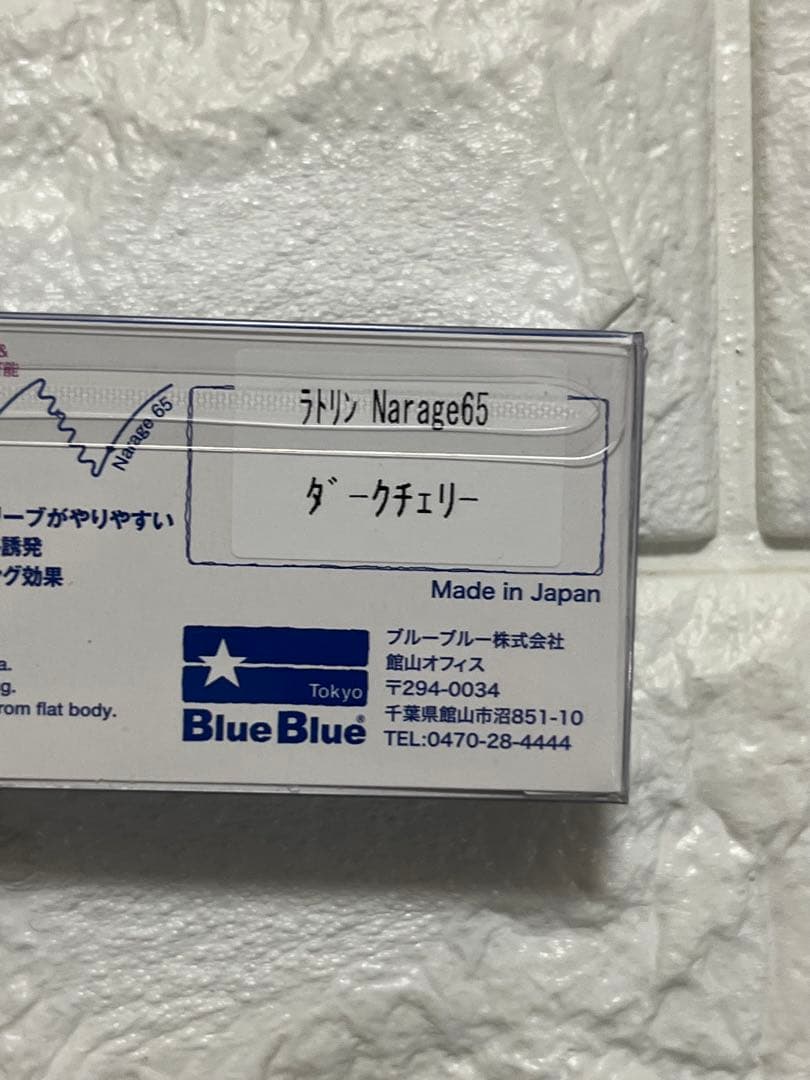 &
可能
Narage 65
ラトリン Narage65
ダークチェリー
リーブがやりやすい
誘発
グ効果
Made in Japan
a.
g.
rom flat body.
Tokyo
BlueBlue®
ブルーブルー株式会社
館山オフィス
〒294-0034
千葉県館山市沼851-10
TEL:0470-28-4444